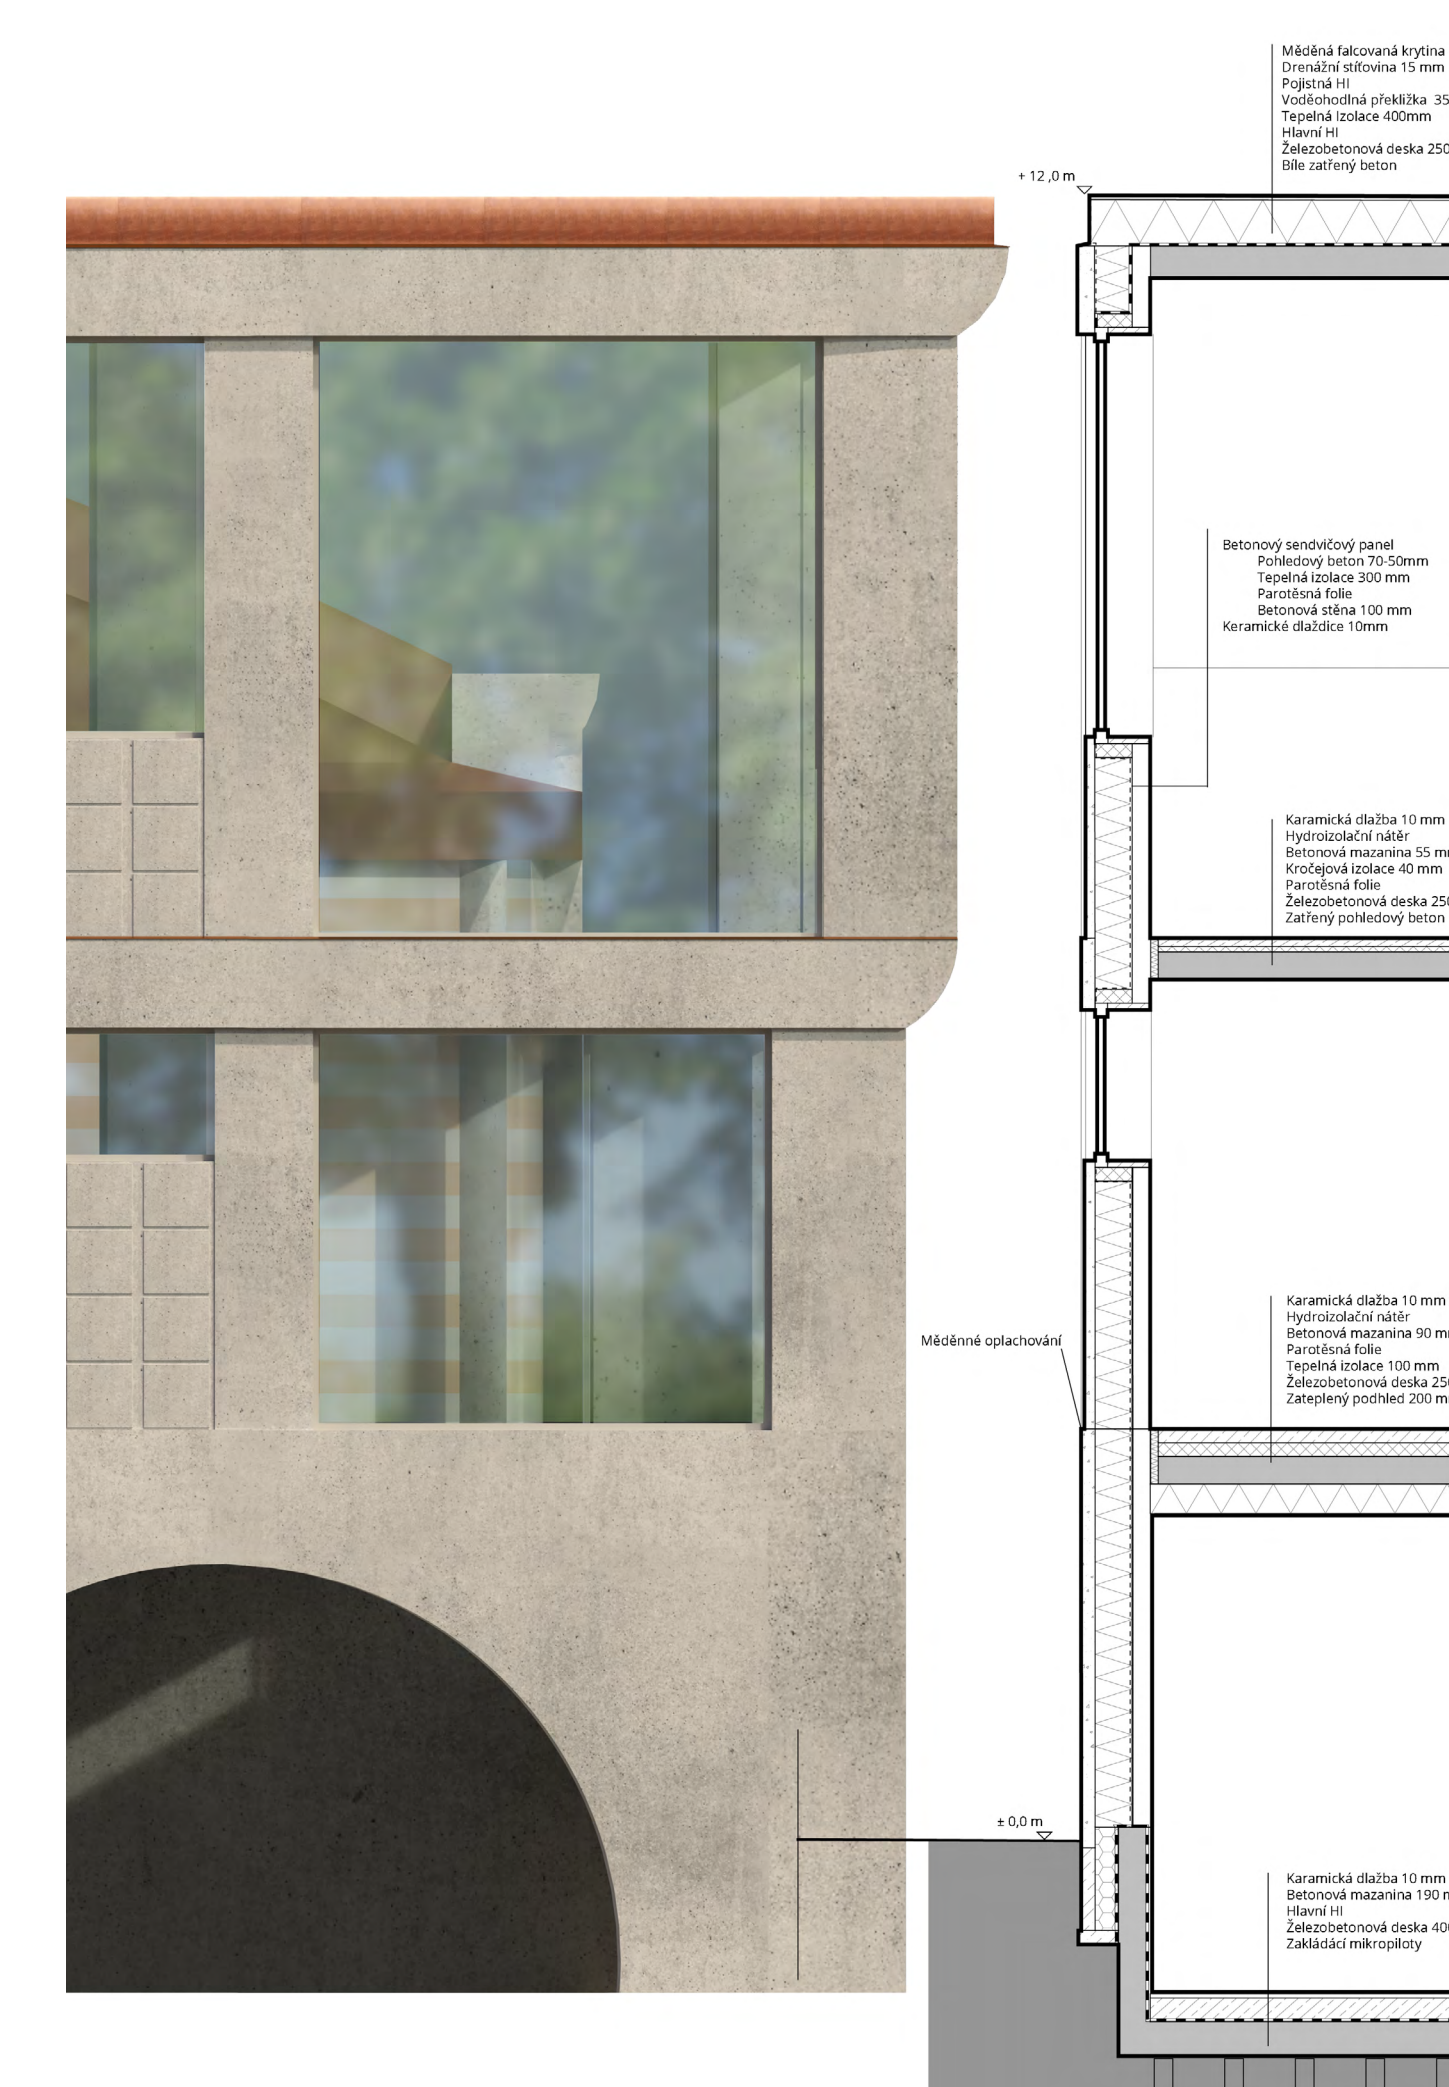 Měděná falcovaná krytina
Drenážní stíťovina 15 mm
Pojistná HI
Voděohodlná překližka 35
Tepelná Izolace 400mm
Hlavní HI
Železobetonová deska 250
Bíle zatřený beton
+ 12 ,0 m
Betonový sendvičový panel
Pohledový beton 70-50mm
Tepelná izolace 300 mm
Parotěsná folie
Betonová stěna 100 mm
Keramické dlaždice 10mm
Karamická dlažba 10 mm
Hydroizolační nátěr
Betonová mazanina 55 m
Kročejová izolace 40 mm
Parotěsná folie
Železobetonová deska 250
Zatřený pohledový beton
Karamická dlažba 10 mm
Hydroizolační nátěr
Betonová mazanina 90 m
Parotěsná folie
Tepelná izolace 100 mm
Železobetonová deska 250
Zateplený podhled 200 m
Měděnné oplachování
± 0,0 m
Karamická dlažba 10 mm
Betonová mazanina 190 m
Hlavní HI
Železobetonová deska 400
Zakládácí mikropiloty